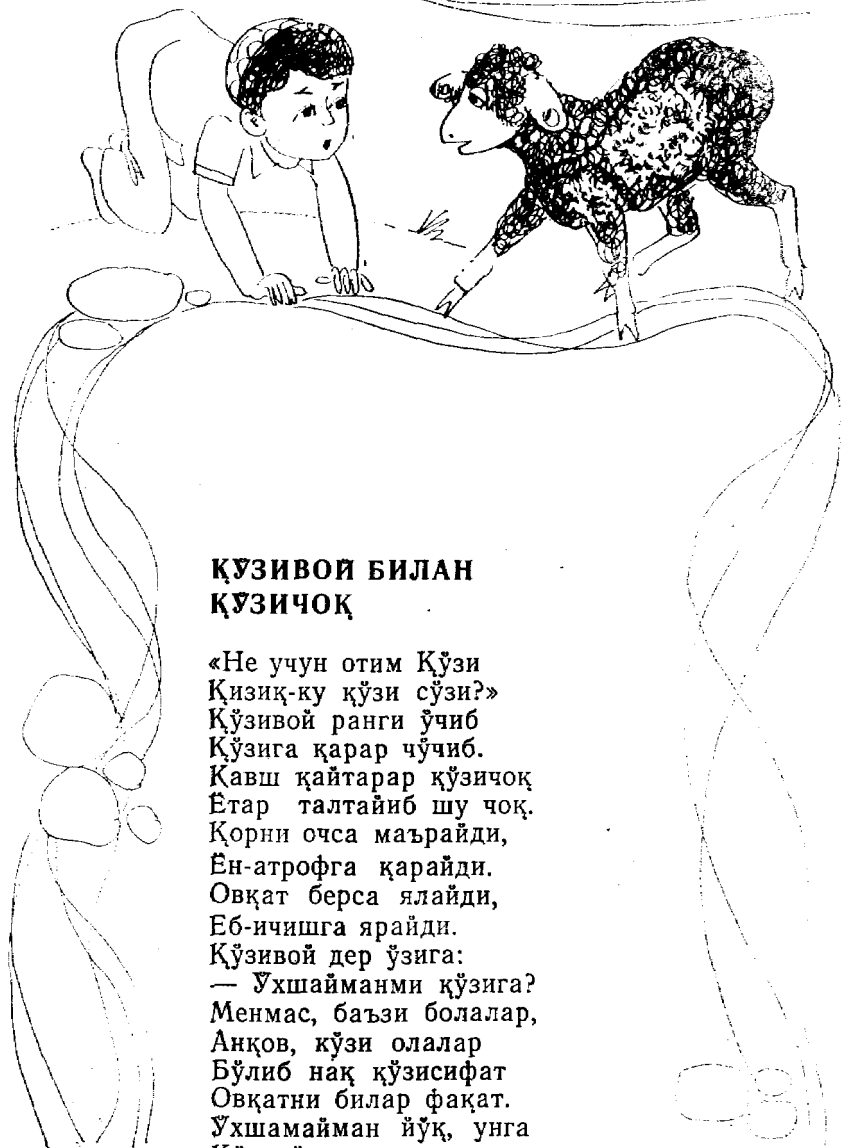 ҚЎЗИВОЙ БИЛАН
ҚЎЗИЧОҚ
«Не учун отим Қўзи
Қизиқ-ку қўзи сўзи?»
Қўзивой ранги ўчиб
Қўзига қарар чўчиб.
Кавш қайтарар қўзичоқ
Ётар талтайиб шу чоқ.
Қорни очса маърайди,
Ён-атрофга қарайди.
Овқат берса ялайди,
Еб-ичишга ярайди.
Қўзивой дер ўзига:
— Ўхшайманми қўзига?
Менмас, баъзи болалар,
Анқов, кўзи олалар
Бўлиб нақ қўзисифат
Овқатни билар фақат.
Ўхшамайман йўқ, унга